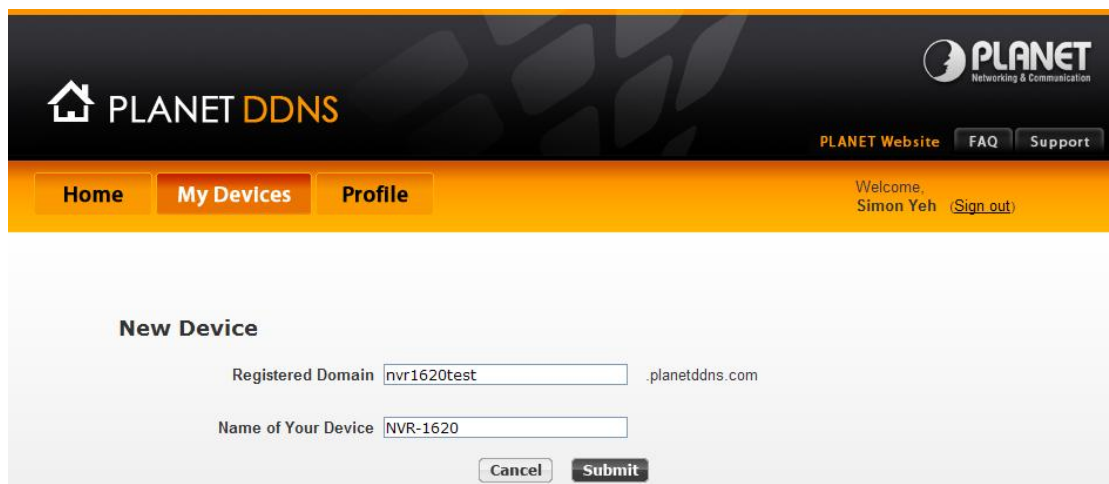 PLANET
Networking & Communication
PLANET DDNS
PLANET Website FAQ Support
Home My Devices Profile
Welcome,
Simon Yeh (Sign out)
New Device
Registered Domain nvr1620test .planetddns.com
Name of Your Device NVR-1620
Cancel Submit